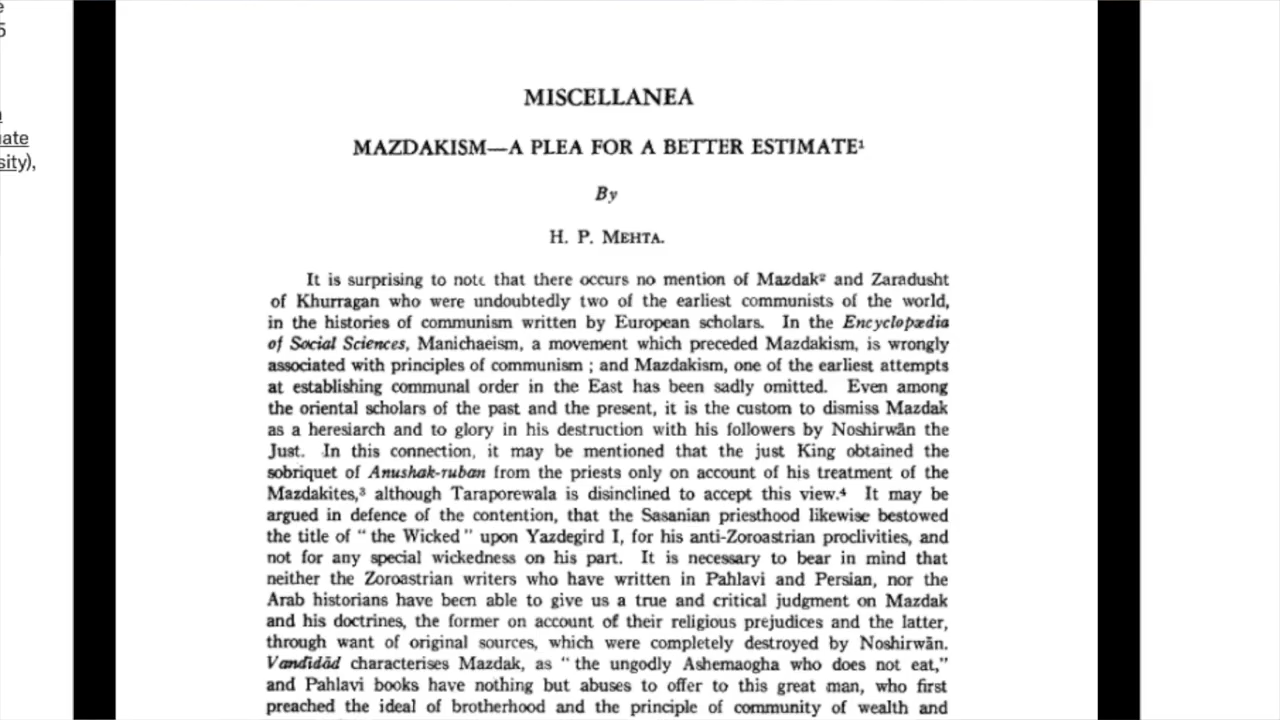 e
5
n
uate
sity),
MISCELLANEA
MAZDAKISM—A PLEA FOR A BETTER ESTIMATE¹
By
H. P. MEHTA.
It is surprising to note that there occurs no mention of Mazdak² and Zaradusht
of Khurragan who were undoubtedly two of the earliest communists of the world,
in the histories of communism written by European scholars. In the Encyclopædia
of Social Sciences, Manichaeism, a movement which preceded Mazdakism, is wrongly
associated with principles of communism ; and Mazdakism, one of the earliest attempts
at establishing communal order in the East has been sadly omitted. Even among
the oriental scholars of the past and the present, it is the custom to dismiss Mazdak
as a heresiarch and to glory in his destruction with his followers by Noshirwān the
Just. In this connection, it may be mentioned that the just King obtained the
sobriquet of Anushak-ruban from the priests only on account of his treatment of the
Mazdakites,³ although Taraporewala is disinclined to accept this view.⁴ It may be
argued in defence of the contention, that the Sasanian priesthood likewise bestowed
the title of “ the Wicked ” upon Yazdegird I, for his anti-Zoroastrian proclivities, and
not for any special wickedness on his part. It is necessary to bear in mind that
neither the Zoroastrian writers who have written in Pahlavi and Persian, nor the
Arab historians have been able to give us a true and critical judgment on Mazdak
and his doctrines, the former on account of their religious prejudices and the latter,
through want of original sources, which were completely destroyed by Noshirwān.
Vandīdād characterises Mazdak, as “ the ungodly Ashemaogha who does not eat,”
and Pahlavi books have nothing but abuses to offer to this great man, who first
preached the ideal of brotherhood and the principle of community of wealth and